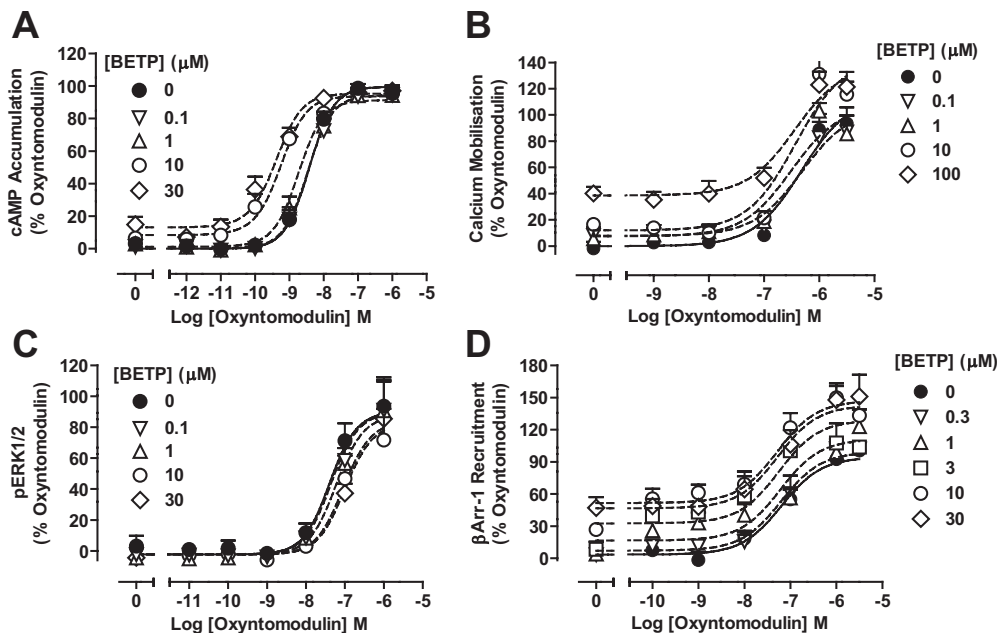 A
[BETP] (μM)
0
0.1
1
10
30
cAMP Accumulation
(% Oxyntomodulin)
120
100
80
60
40
20
0
0 -12 -11 -10 -9 -8 -7 -6 -5
Log [Oxyntomodulin] M
B
[BETP] (μM)
0
0.1
1
10
100
Calcium Mobilisation
(% Oxyntomodulin)
140
120
100
80
60
40
20
0
0 -9 -8 -7 -6 -5
Log [Oxyntomodulin] M
C
[BETP] (μM)
0
0.1
1
10
30
pERK1/2
(% Oxyntomodulin)
120
100
80
60
40
20
0
0 -11 -10 -9 -8 -7 -6 -5
Log [Oxyntomodulin] M
D
[BETP] (μM)
0
0.3
1
3
10
30
βArr-1 Recruitment
(% Oxyntomodulin)
180
150
120
90
60
30
0
0 -10 -9 -8 -7 -6 -5
Log [Oxyntomodulin] M